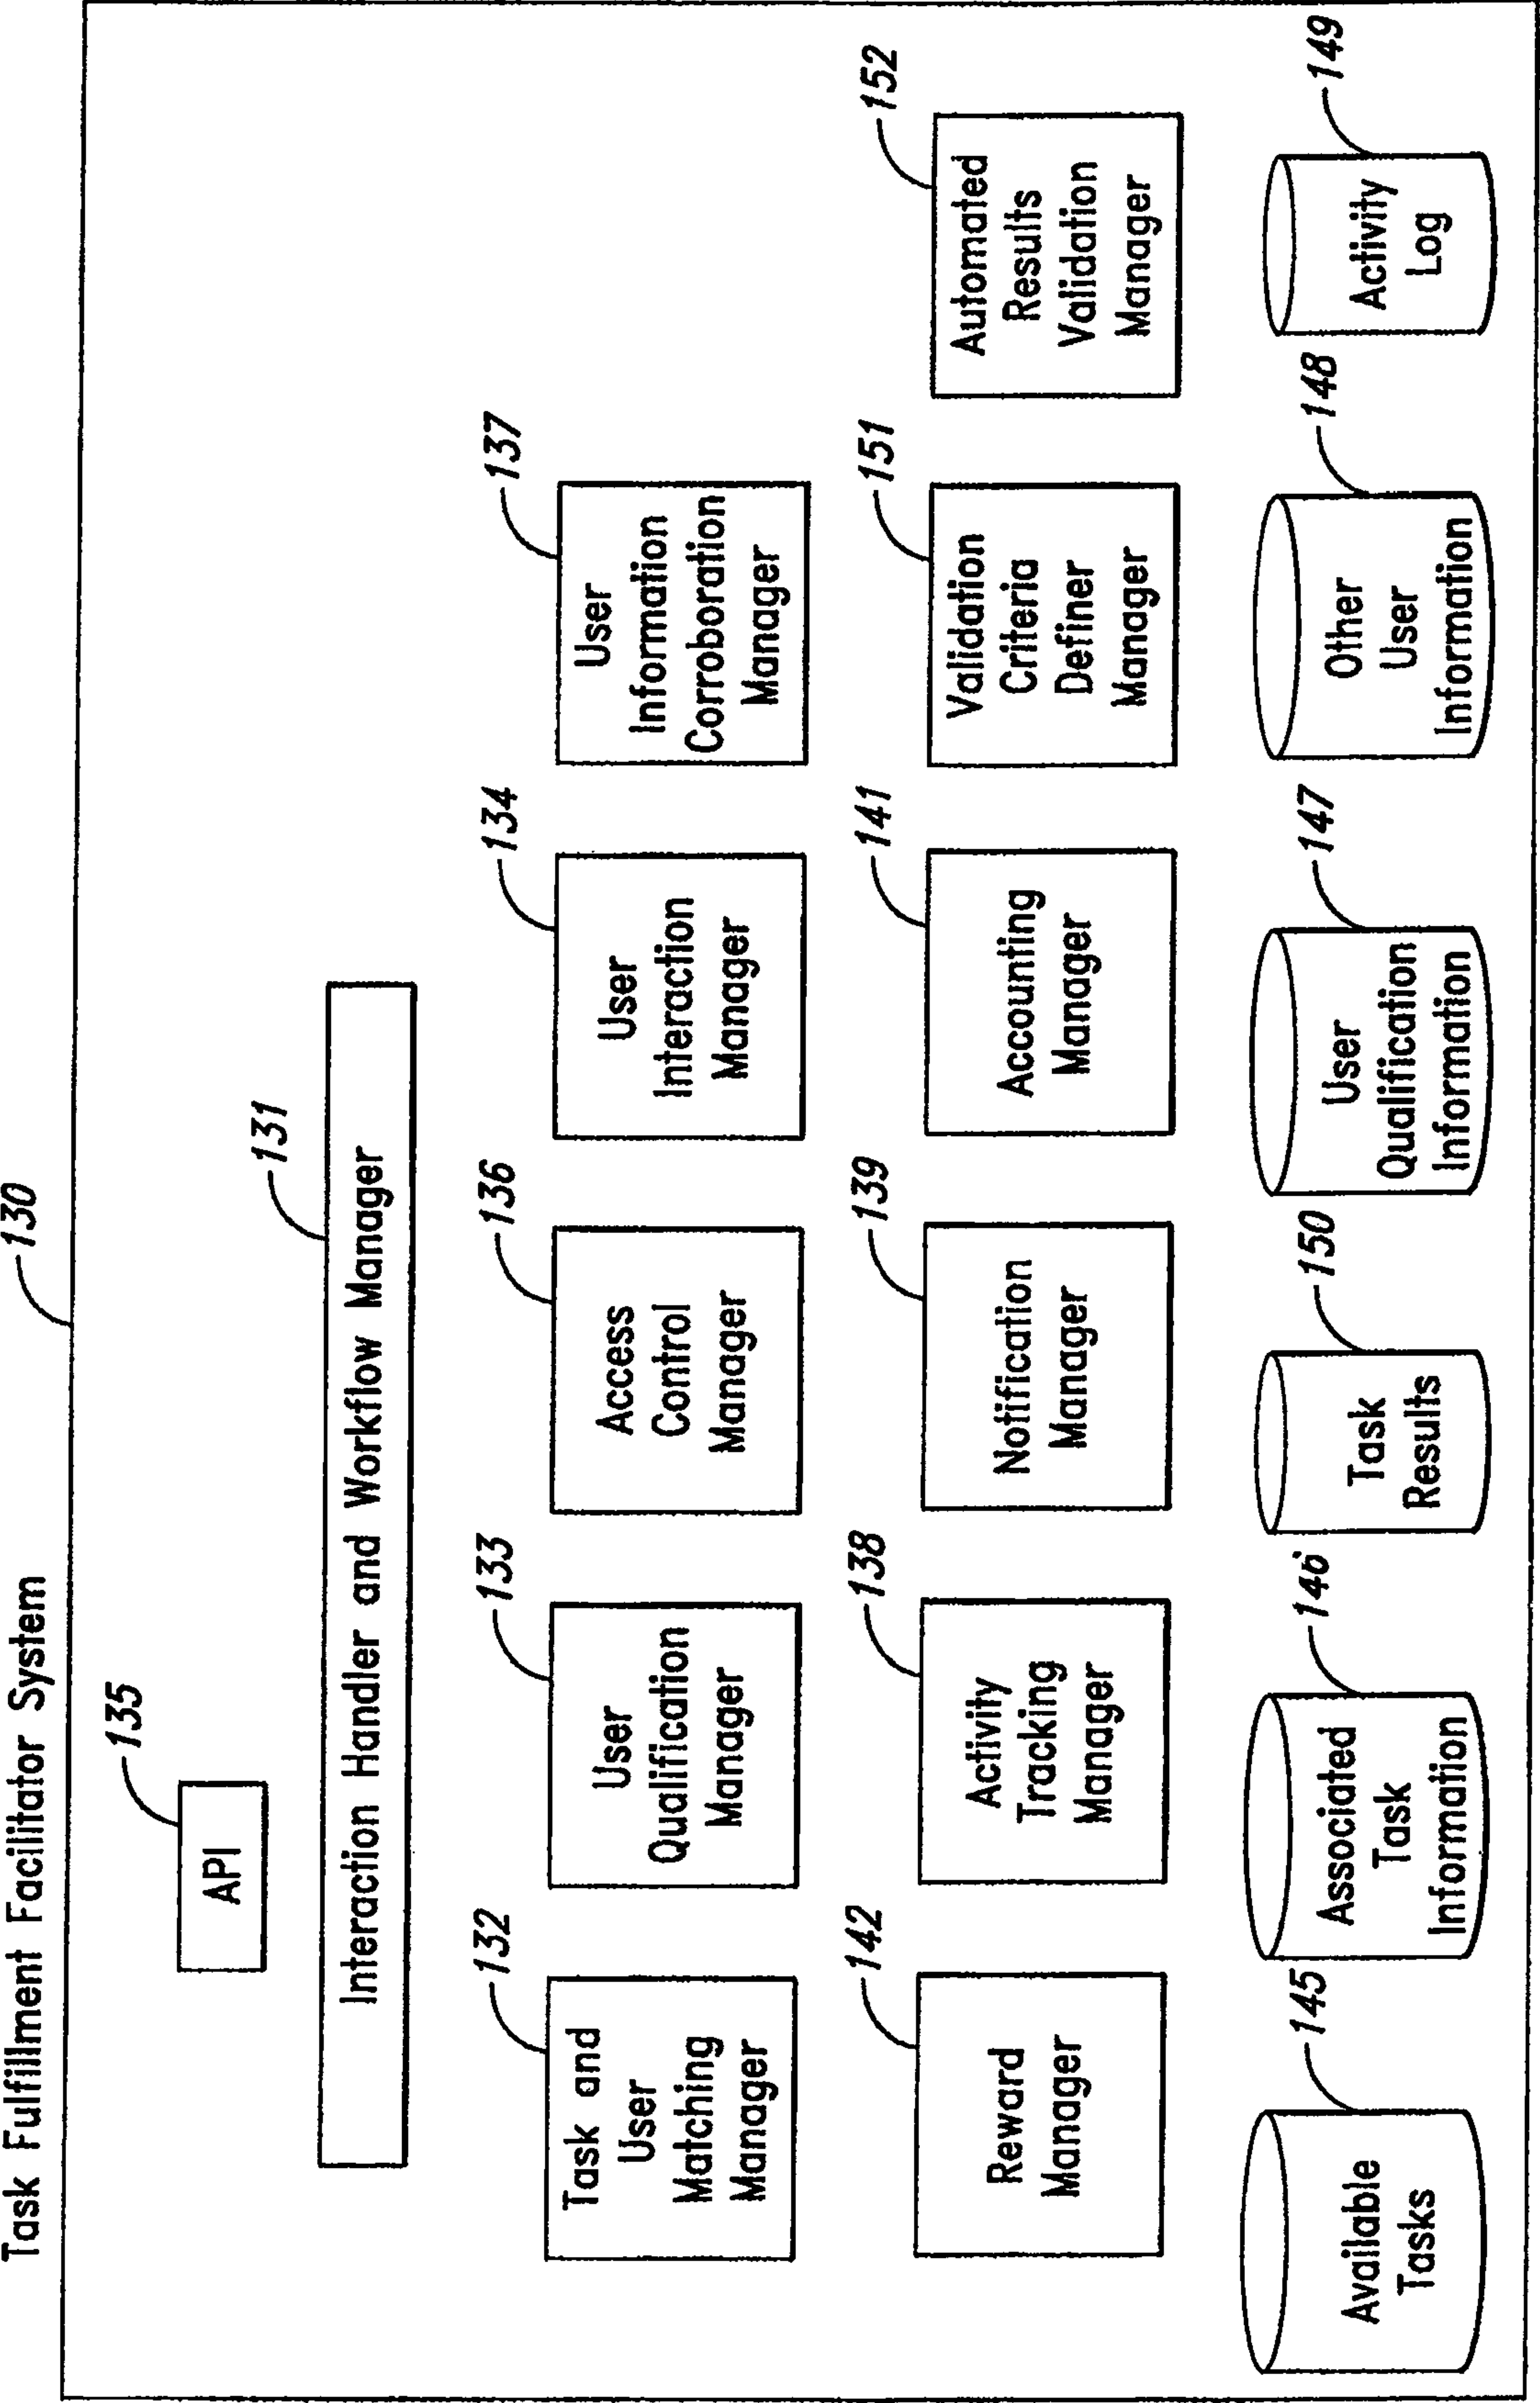 Task Fulfillment Facilitator System
130
135
API
131
Interaction Handler and Workflow Manager
132
Task and
User
Matching
Manager
133
User
Qualification
Manager
136
Access
Control
Manager
134
User
Interaction
Manager
137
User
Information
Corroboration
Manager
142
Reward
Manager
138
Activity
Tracking
Manager
139
Notification
Manager
141
Accounting
Manager
151
Validation
Criteria
Definer
Manager
152
Automated
Results
Validation
Manager
145
Available
Tasks
146
Associated
Task
Information
150
Task
Results
147
User
Qualification
Information
148
Other
User
Information
149
Activity
Log